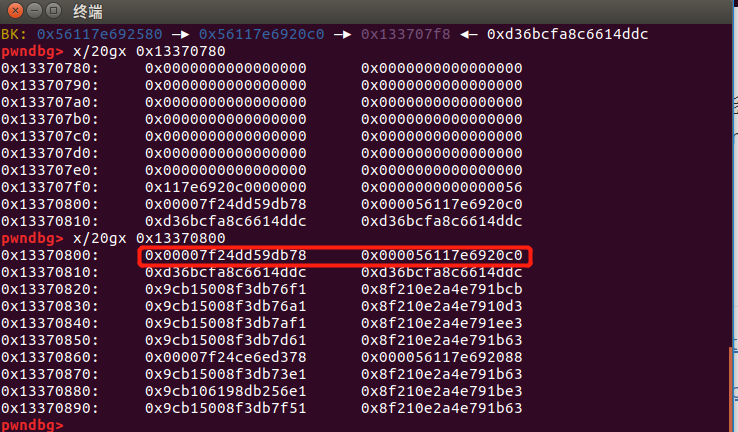 终端
BK: 0x56117e692580 —▸ 0x56117e6920c0 —▸ 0x133707f8 ◂— 0xd36bcfa8c6614ddc
pwndbg> x/20gx 0x13370780
0x13370780: 0x0000000000000000 0x0000000000000000
0x13370790: 0x0000000000000000 0x0000000000000000
0x133707a0: 0x0000000000000000 0x0000000000000000
0x133707b0: 0x0000000000000000 0x0000000000000000
0x133707c0: 0x0000000000000000 0x0000000000000000
0x133707d0: 0x0000000000000000 0x0000000000000000
0x133707e0: 0x0000000000000000 0x0000000000000000
0x133707f0: 0x117e6920c0000000 0x0000000000000056
0x13370800: 0x00007f24dd59db78 0x000056117e6920c0
0x13370810: 0xd36bcfa8c6614ddc 0xd36bcfa8c6614ddc
pwndbg> x/20gx 0x13370800
0x13370800: 0x00007f24dd59db78 0x000056117e6920c0
0x13370810: 0xd36bcfa8c6614ddc 0xd36bcfa8c6614ddc
0x13370820: 0x9cb15008f3db76f1 0x8f210e2a4e791bcb
0x13370830: 0x9cb15008f3db76a1 0x8f210e2a4e7910d3
0x13370840: 0x9cb15008f3db7af1 0x8f210e2a4e791ee3
0x13370850: 0x9cb15008f3db7d61 0x8f210e2a4e791b63
0x13370860: 0x00007f24ce6ed378 0x000056117e692088
0x13370870: 0x9cb15008f3db73e1 0x8f210e2a4e791b63
0x13370880: 0x9cb106198db256e1 0x8f210e2a4e791be3
0x13370890: 0x9cb15008f3db7f51 0x8f210e2a4e791b63
pwndbg>